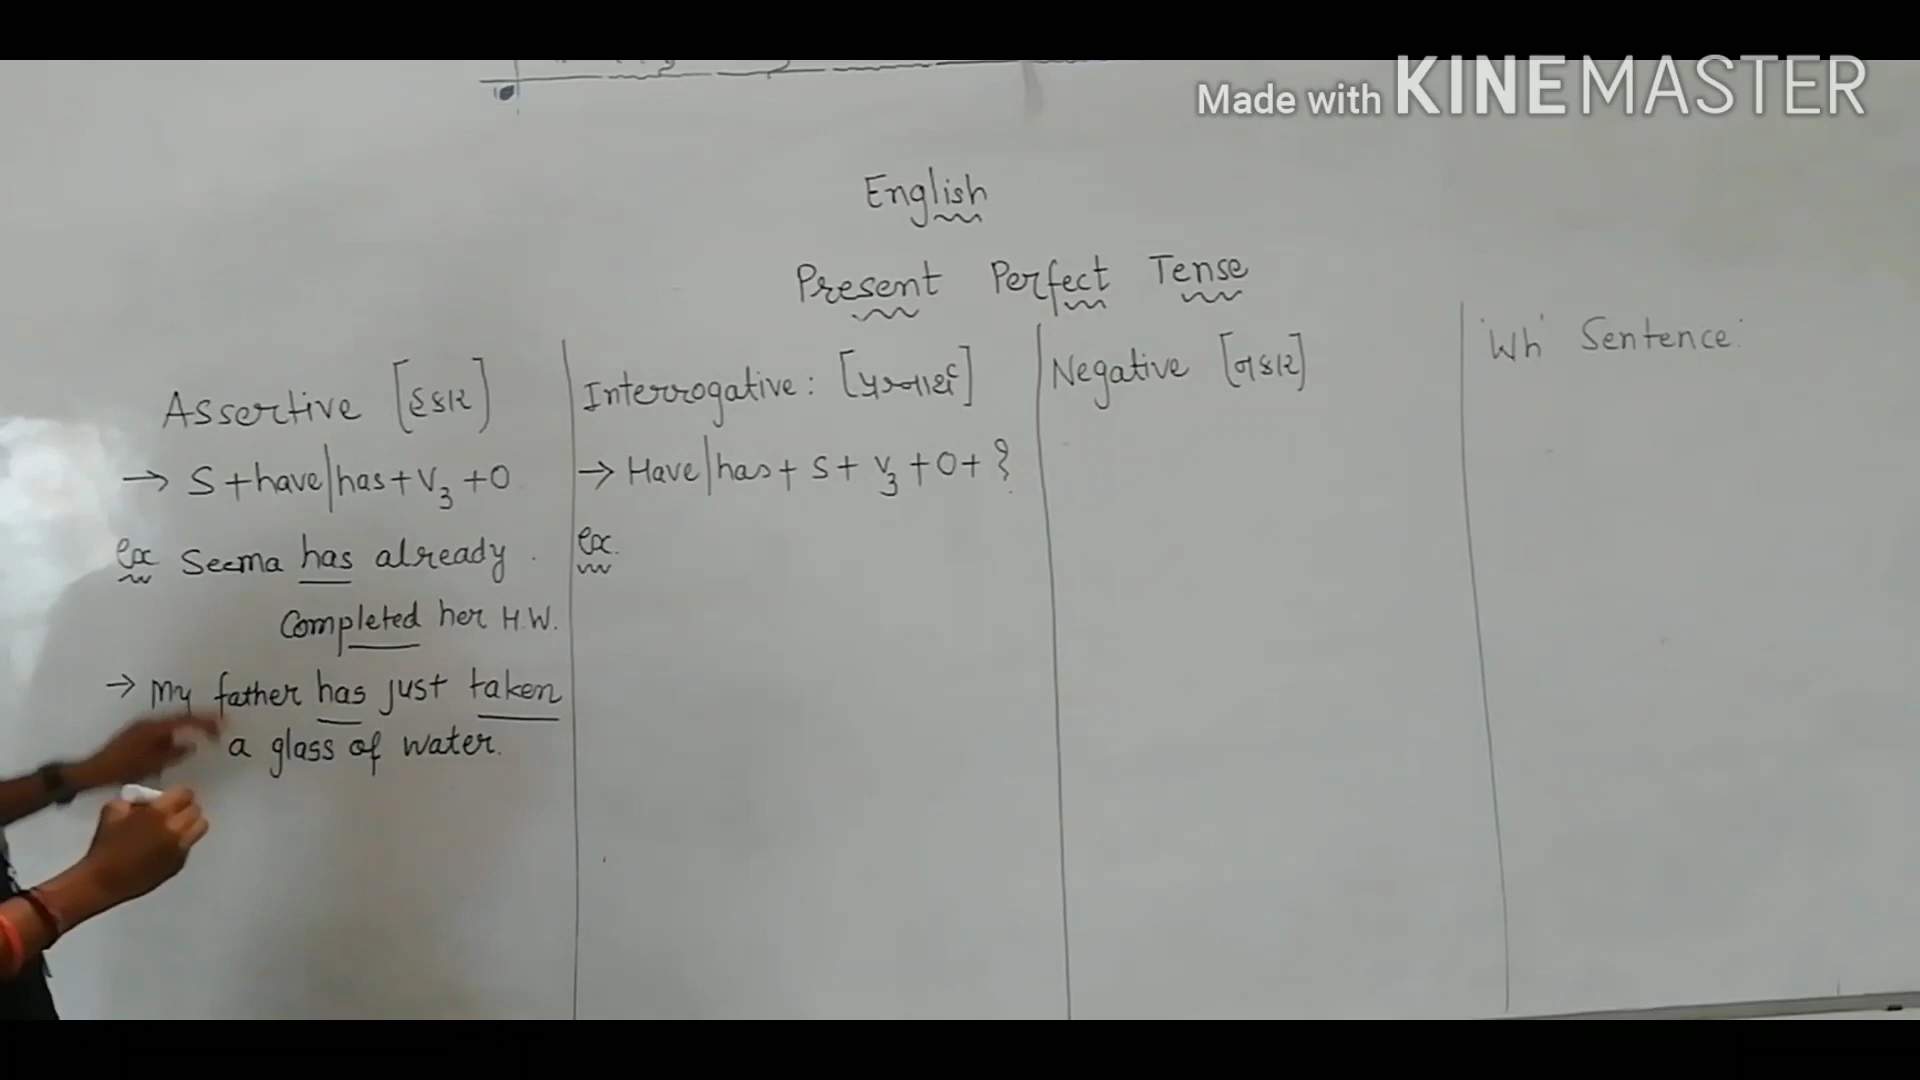 Made with KINEMASTER
English
Present Perfect Tense
Assertive [હકાર]
→ S + have | has + V₃ + O
ex Seema has already
Completed her H.W.
→ My father has just taken
a glass of water.
Interrogative: [પ્રશ્નાર્થ]
→ Have | has + S + V₃ + O + ?
ex.
Negative [નકાર]
'Wh' Sentence: